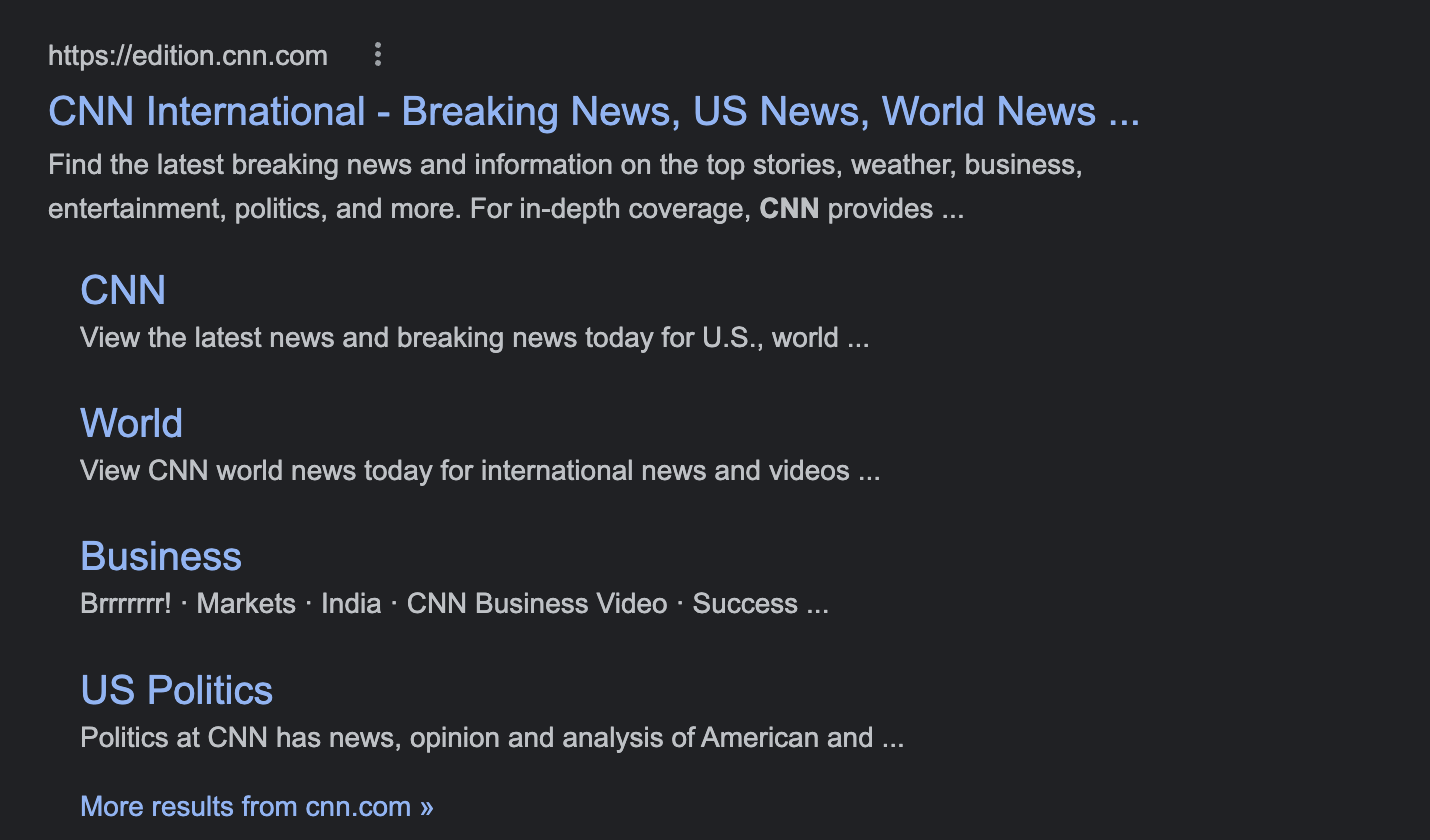 https://edition.cnn.com
CNN International - Breaking News, US News, World News ...
Find the latest breaking news and information on the top stories, weather, business,
entertainment, politics, and more. For in-depth coverage, CNN provides ...
CNN
View the latest news and breaking news today for U.S., world ...
World
View CNN world news today for international news and videos ...
Business
Brrrrrrr! · Markets · India · CNN Business Video · Success ...
US Politics
Politics at CNN has news, opinion and analysis of American and ...
More results from cnn.com »